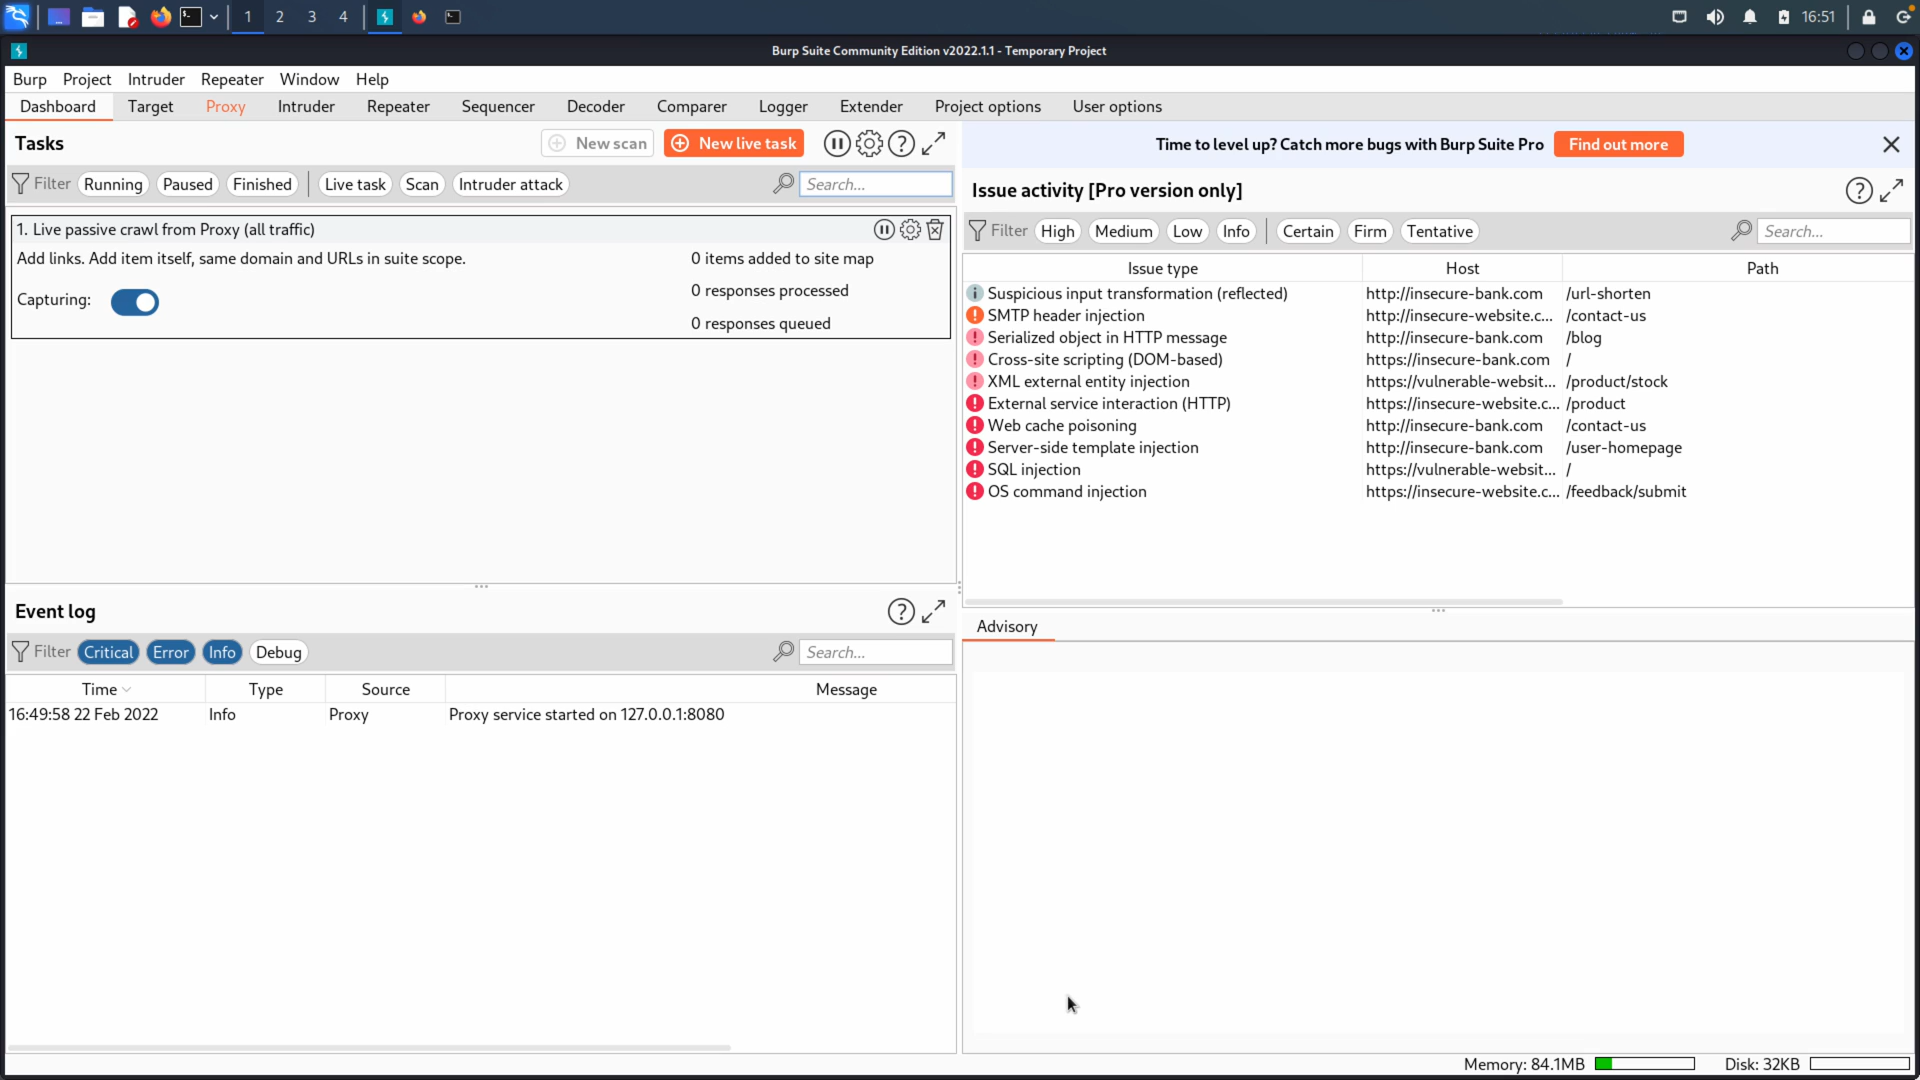 1 2 3 4 16:51
Burp Suite Community Edition v2022.1.1 - Temporary Project
Burp Project Intruder Repeater Window Help
Dashboard Target Proxy Intruder Repeater Sequencer Decoder Comparer Logger Extender Project options User options
Tasks New scan New live task
Filter Running Paused Finished Live task Scan Intruder attack Search...
1. Live passive crawl from Proxy (all traffic)
Add links. Add item itself, same domain and URLs in suite scope. 0 items added to site map
Capturing: 0 responses processed
0 responses queued
Event log
Filter Critical Error Info Debug Search...
Time Type Source Message
16:49:58 22 Feb 2022 Info Proxy Proxy service started on 127.0.0.1:8080
Time to level up? Catch more bugs with Burp Suite Pro Find out more
Issue activity [Pro version only]
Filter High Medium Low Info Certain Firm Tentative Search...
Issue type Host Path
Suspicious input transformation (reflected) http://insecure-bank.com /url-shorten
SMTP header injection http://insecure-website.c... /contact-us
Serialized object in HTTP message http://insecure-bank.com /blog
Cross-site scripting (DOM-based) https://insecure-bank.com /
XML external entity injection https://vulnerable-websit... /product/stock
External service interaction (HTTP) https://insecure-website.c... /product
Web cache poisoning http://insecure-bank.com /contact-us
Server-side template injection http://insecure-bank.com /user-homepage
SQL injection https://vulnerable-websit... /
OS command injection https://insecure-website.c... /feedback/submit
Advisory
Memory: 84.1MB Disk: 32KB